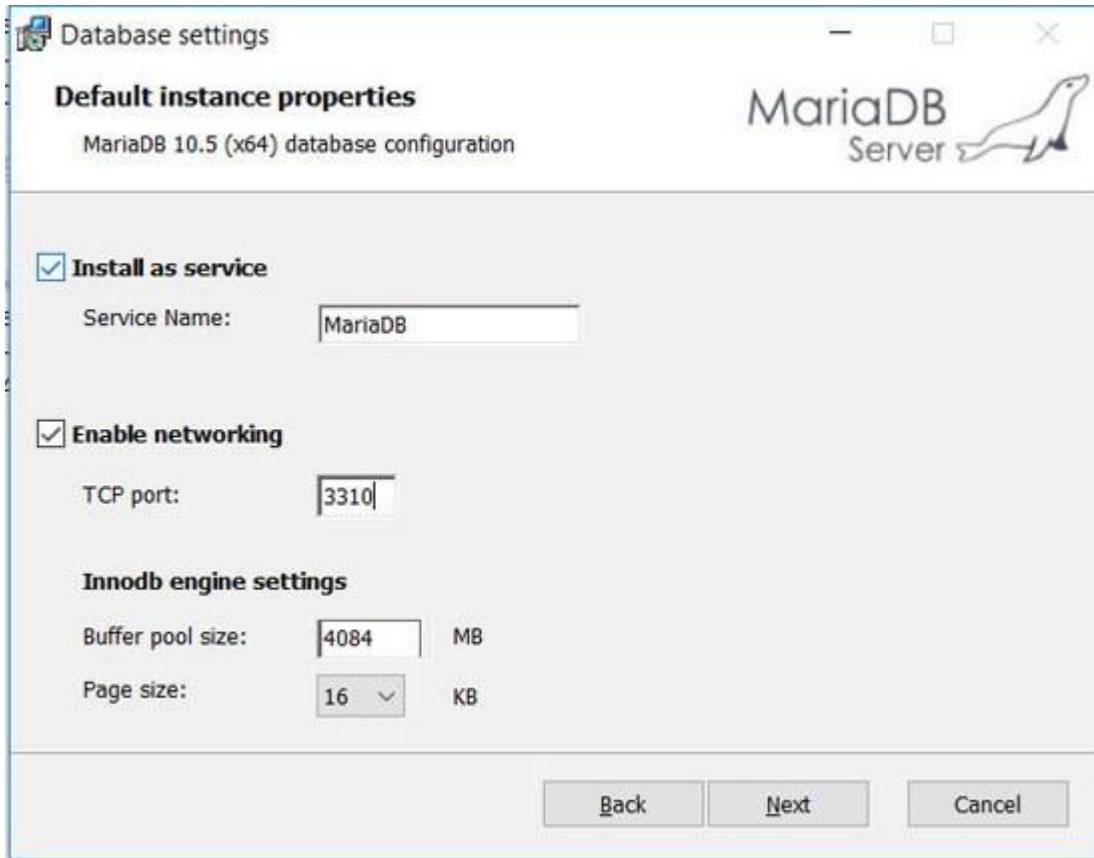 Database settings
Default instance properties
MariaDB 10.5 (x64) database configuration
MariaDB
Server
Install as service
Service Name: MariaDB
Enable networking
TCP port: 3310
Innodb engine settings
Buffer pool size: 4084 MB
Page size: 16 KB
Back Next Cancel